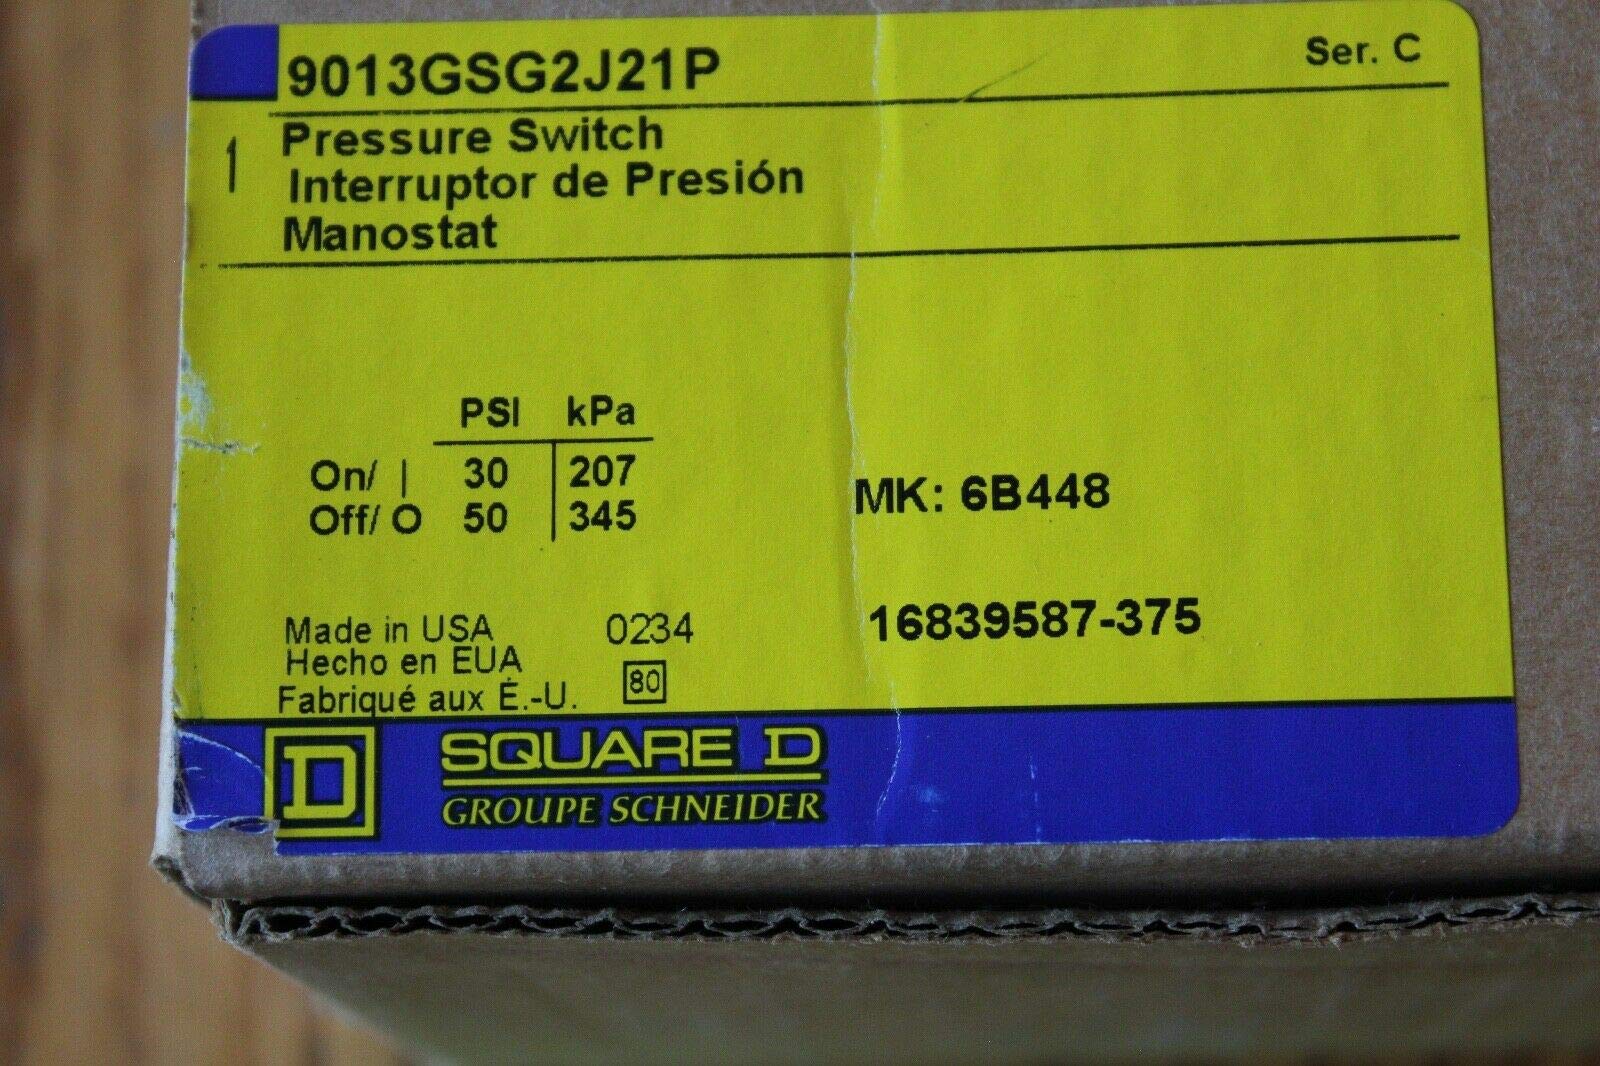 9013GSG2J21P Ser. C
1 Pressure Switch
Interruptor de Presión
Manostat
PSI kPa
On/ | 30 207
Off/ O 50 345
MK: 6B448
Made in USA 0234
Hecho en EUA
Fabriqué aux É.-U. 80
16839587-375
D SQUARE D
GROUPE SCHNEIDER